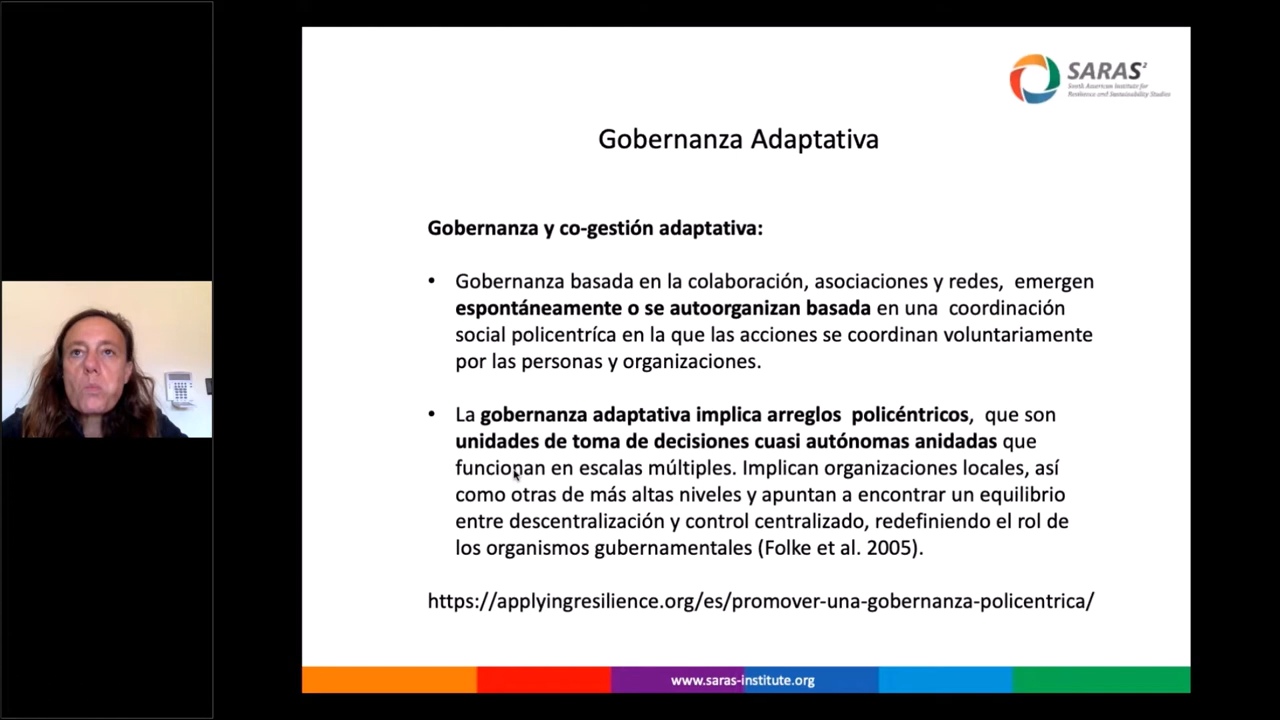 SARAS²
South American Institute for
Resilience and Sustainability Studies
Gobernanza Adaptativa
Gobernanza y co-gestión adaptativa:
• Gobernanza basada en la colaboración, asociaciones y redes, emergen
espontáneamente o se autoorganizan basada en una coordinación
social policentríca en la que las acciones se coordinan voluntariamente
por las personas y organizaciones.
• La gobernanza adaptativa implica arreglos policéntricos, que son
unidades de toma de decisiones cuasi autónomas anidadas que
funcionan en escalas múltiples. Implican organizaciones locales, así
como otras de más altas niveles y apuntan a encontrar un equilibrio
entre descentralización y control centralizado, redefiniendo el rol de
los organismos gubernamentales (Folke et al. 2005).
https://applyingresilience.org/es/promover-una-gobernanza-policentrica/
www.saras-institute.org